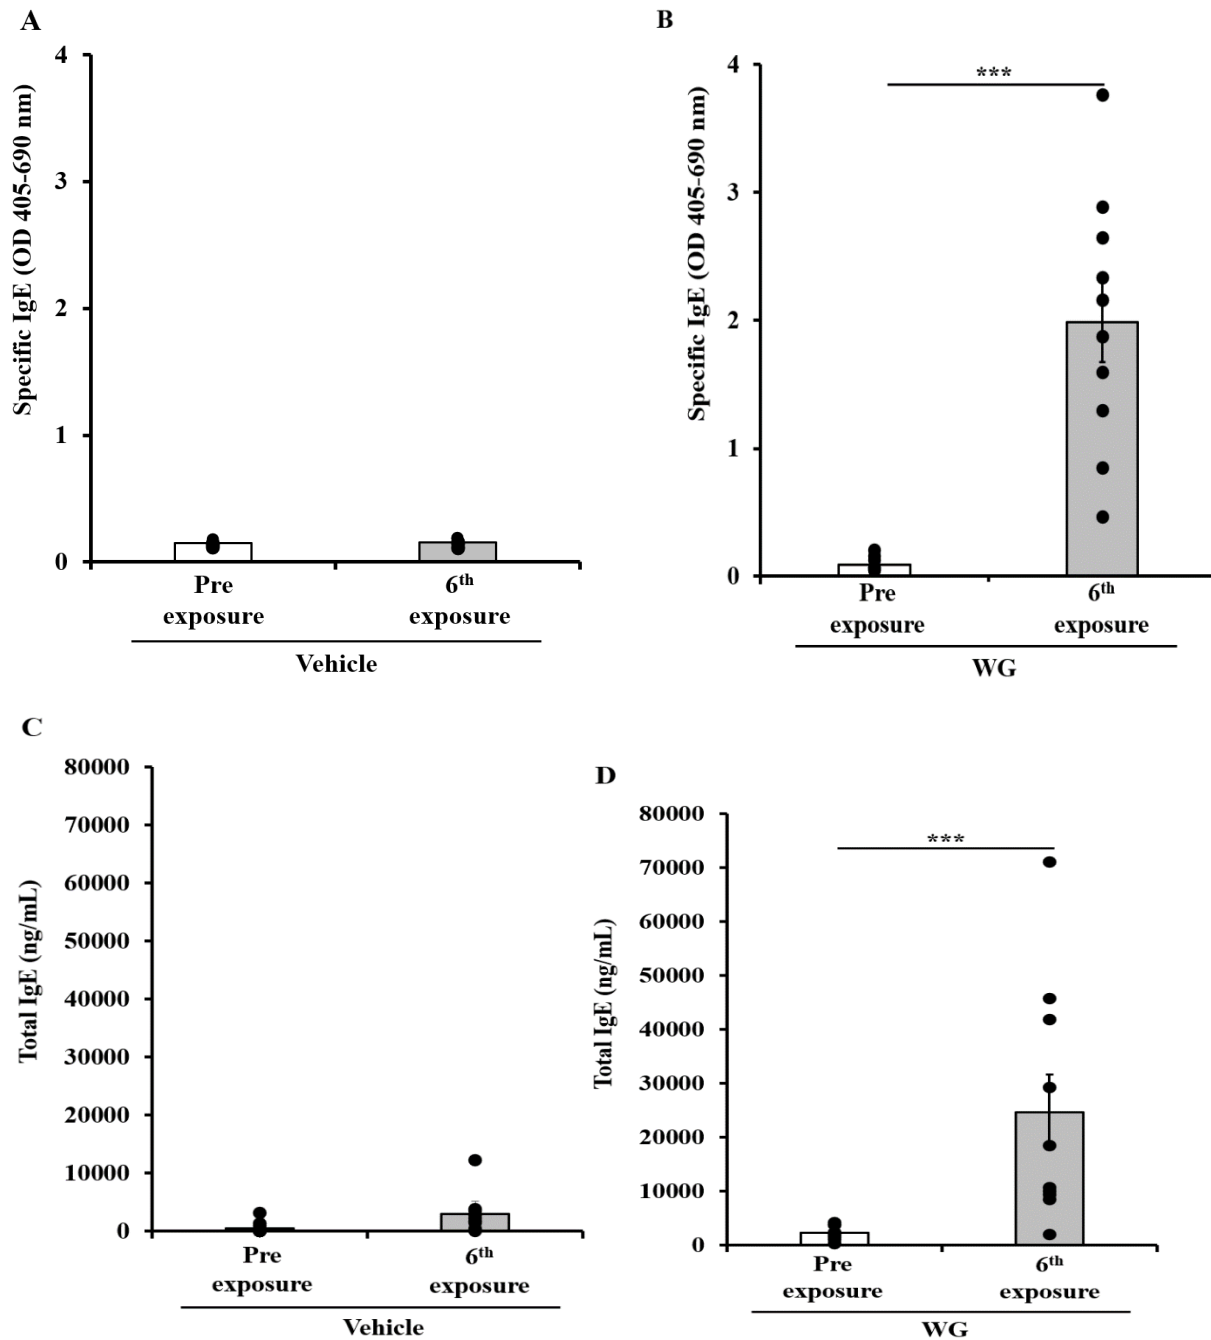 A
Specific IgE (OD 405-690 nm)
4
3
2
1
0
Pre
exposure
6th
exposure
Vehicle
B
Specific IgE (OD 405-690 nm)
4
3
2
1
0
***
Pre
exposure
6th
exposure
WG
C
Total IgE (ng/mL)
80000
70000
60000
50000
40000
30000
20000
10000
0
Pre
exposure
6th
exposure
Vehicle
D
Total IgE (ng/mL)
80000
70000
60000
50000
40000
30000
20000
10000
0
***
Pre
exposure
6th
exposure
WG